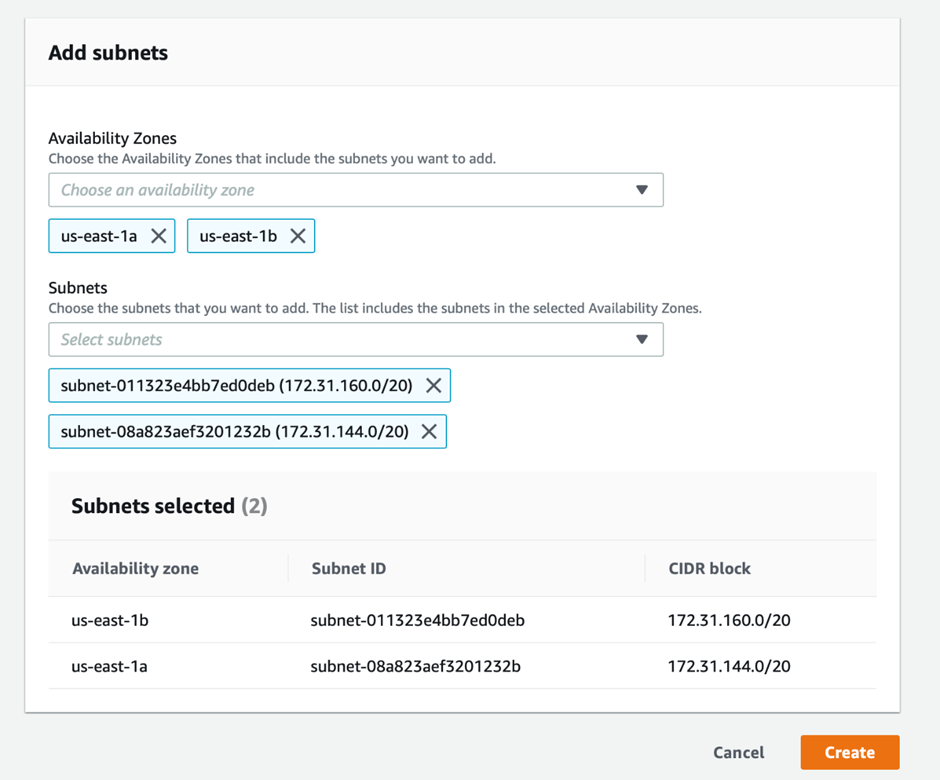 Add subnets
Availability Zones
Choose the Availability Zones that include the subnets you want to add.
Choose an availability zone
us-east-1a us-east-1b
Subnets
Choose the subnets that you want to add. The list includes the subnets in the selected Availability Zones.
Select subnets
subnet-011323e4bb7ed0deb (172.31.160.0/20)
subnet-08a823aef3201232b (172.31.144.0/20)
Subnets selected (2)
Availability zone Subnet ID CIDR block
us-east-1b subnet-011323e4bb7ed0deb 172.31.160.0/20
us-east-1a subnet-08a823aef3201232b 172.31.144.0/20
Cancel Create